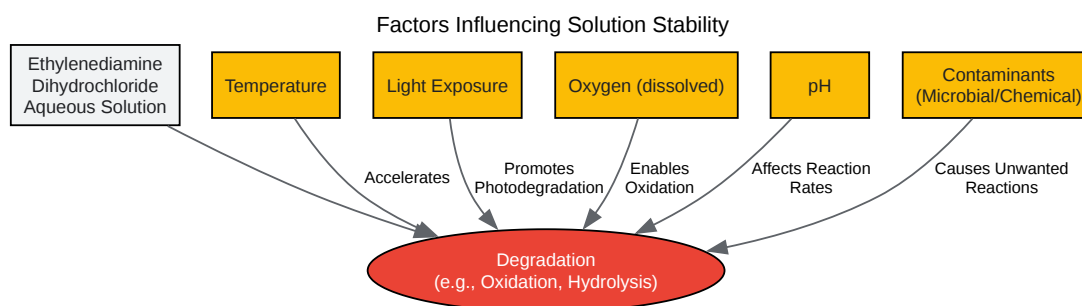 Factors Influencing Solution Stability
Ethylenediamine
Dihydrochloride
Aqueous Solution
Temperature
Light Exposure
Oxygen (dissolved)
pH
Contaminants
(Microbial/Chemical)
Accelerates
Promotes
Photodegradation
Enables
Oxidation
Affects Reaction
Rates
Causes Unwanted
Reactions
Degradation
(e.g., Oxidation, Hydrolysis)